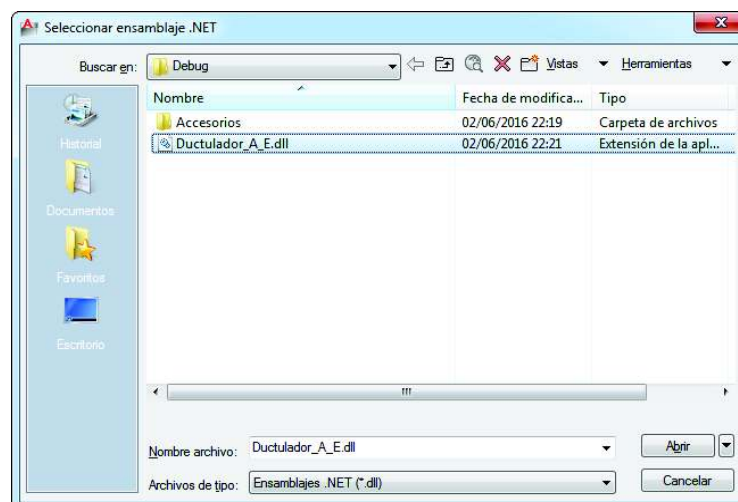 Seleccionar ensamblaje .NET
Buscar en: Debug Vistas Herramientas
Nombre Fecha de modifica... Tipo
Accesorios 02/06/2016 22:19 Carpeta de archivos
Ductulador_A_E.dll 02/06/2016 22:21 Extensión de la apl...
Historial
Documentos
Favoritos
Escritorio
Nombre archivo: Ductulador_A_E.dll Abrir
Archivos de tipo: Ensamblajes .NET (*.dll) Cancelar